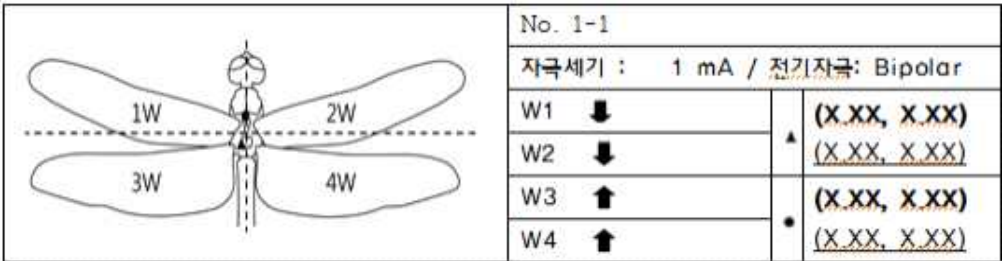 1W
2W
3W
4W
No. 1-1
자극세기 : 1 mA / 전기자극: Bipolar
W1 ⬇
W2 ⬇
▲ (X.XX, X.XX)
(X.XX, X.XX)
W3 ⬆
W4 ⬆
● (X.XX, X.XX)
(X.XX, X.XX)